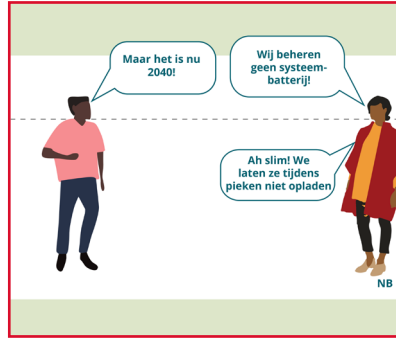 Maar het is nu
2040!
Wij beheren
geen systeem-
batterij!
Ah slim! We
laten ze tijdens
pieken niet opladen
NB